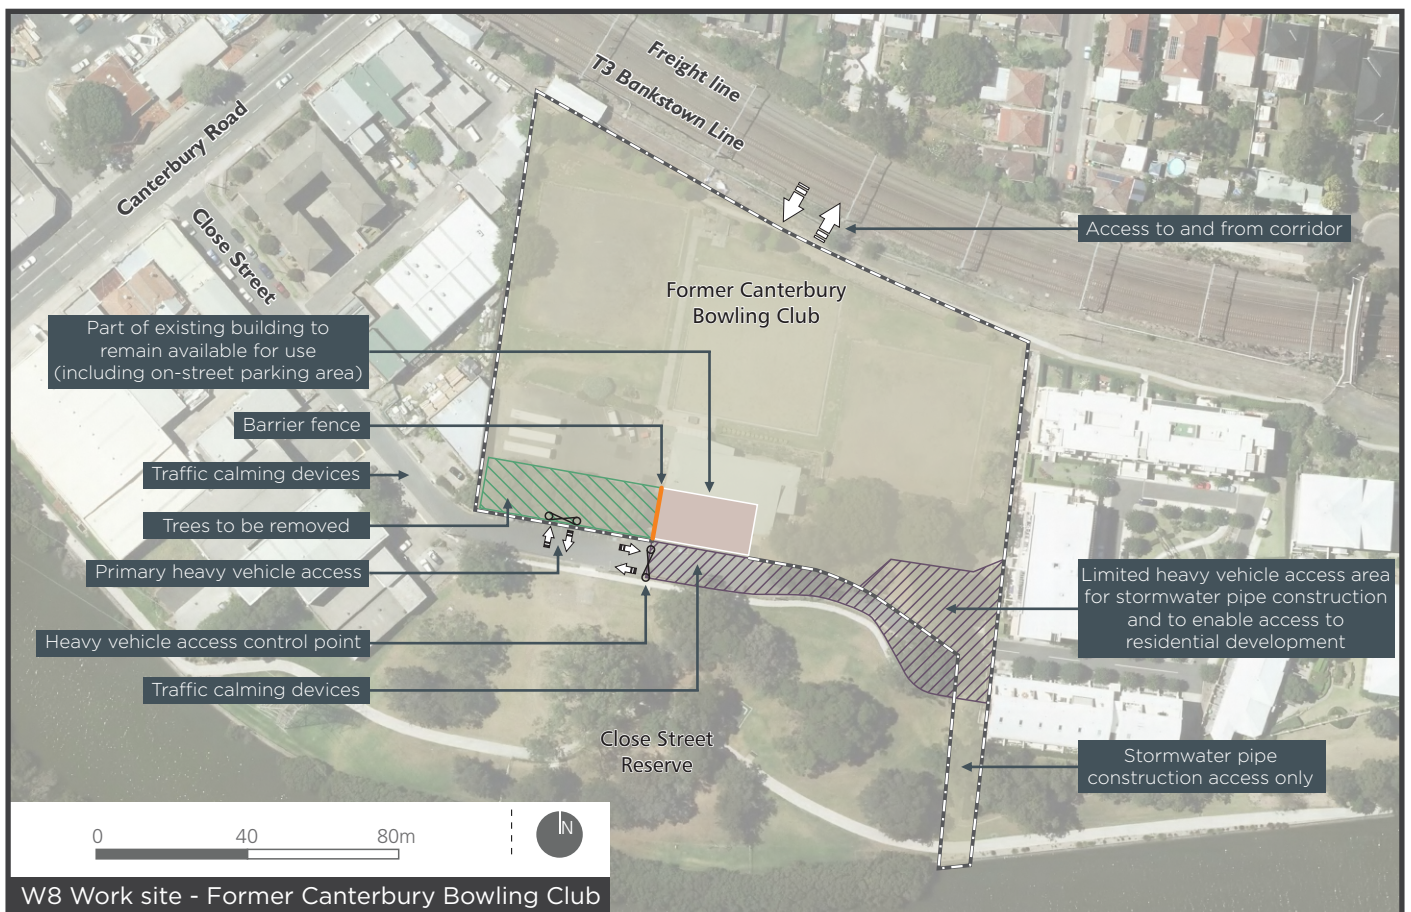 Freight line
T3 Bankstown Line
Canterbury Road
Close Street
Access to and from corridor
Former Canterbury
Bowling Club
Part of existing building to
remain available for use
(including on-street parking area)
Barrier fence
Traffic calming devices
Trees to be removed
Primary heavy vehicle access
Limited heavy vehicle access area
for stormwater pipe construction
and to enable access to
residential development
Heavy vehicle access control point
Traffic calming devices
Close Street
Reserve
Stormwater pipe
construction access only
0 40 80m
N
W8 Work site - Former Canterbury Bowling Club